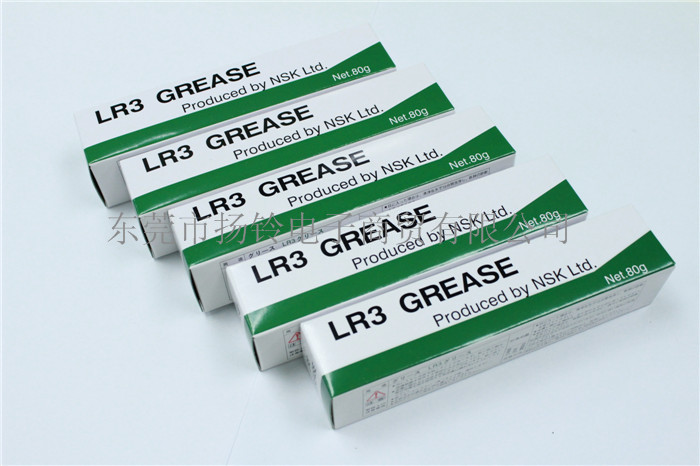 LR3 GREASE
Produced by NSK Ltd.
Net.80g
LR3 GREASE
Produced by NSK Ltd.
Net.80g
LR3 GREASE
Produced by NSK Ltd.
Net.80g
东莞市扬铃电子商贸有限公司
LR3 GREASE
Produced by NSK Ltd.
Net.80g
LR3 GREASE
Produced by NSK Ltd.
Net.80g